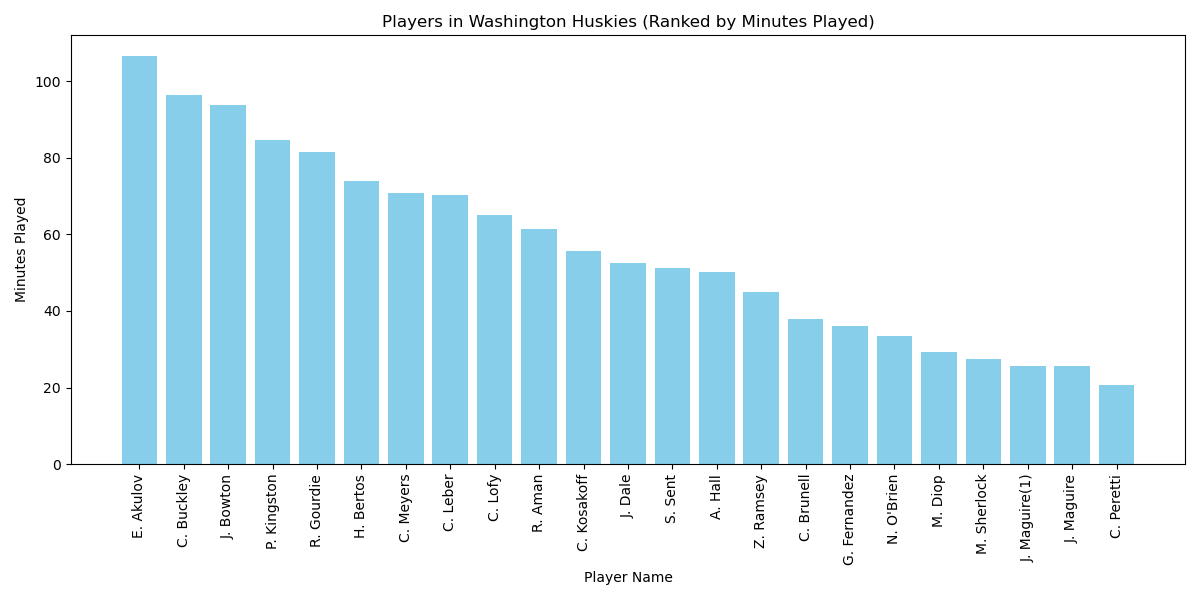 Players in Washington Huskies (Ranked by Minutes Played)
Minutes Played
100
80
60
40
20
0
E. Akulov
C. Buckley
J. Bowton
P. Kingston
R. Gourdie
H. Bertos
C. Meyers
C. Leber
C. Lofy
R. Aman
C. Kosakoff
J. Dale
S. Sent
A. Hall
Z. Ramsey
C. Brunell
G. Fernandez
N. O'Brien
M. Diop
M. Sherlock
J. Maguire(1)
J. Maguire
C. Peretti
Player Name